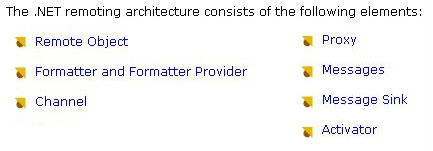 The .NET remoting architecture consists of the following elements:
Remote Object
Formatter and Formatter Provider
Channel
Proxy
Messages
Message Sink
Activator